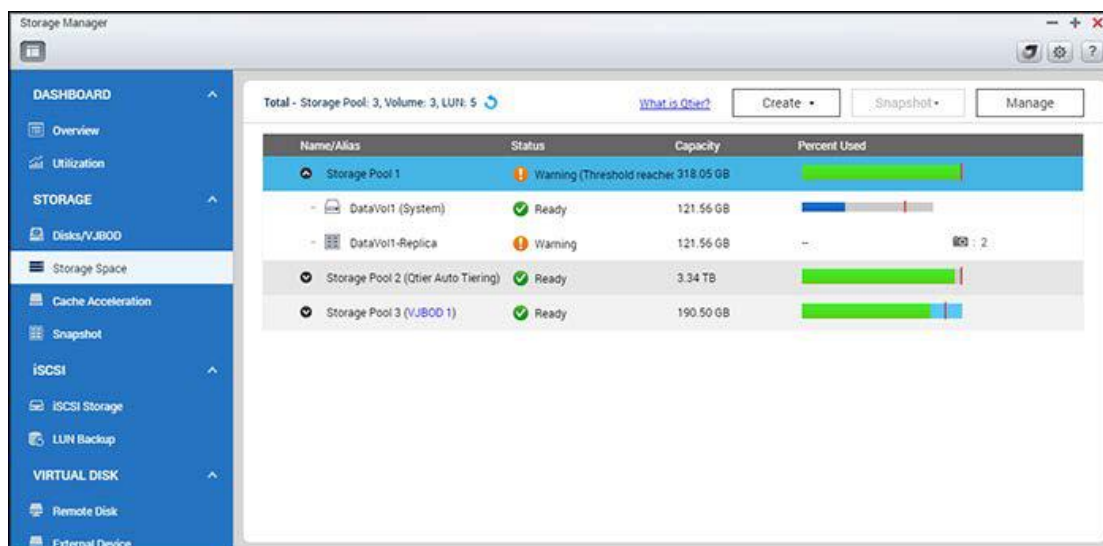 Storage Manager
DASHBOARD
Overview
Utilization
STORAGE
Disks/VJBOD
Storage Space
Cache Acceleration
Snapshot
iSCSI
iSCSI Storage
LUN Backup
VIRTUAL DISK
Remote Disk
External Device
Total - Storage Pool: 3, Volume: 3, LUN: 5 What is Qtier? Create Snapshot Manage
Name/Alias Status Capacity Percent Used
Storage Pool 1 Warning (Threshold reache 318.05 GB
DataVol1 (System) Ready 121.56 GB
DataVol1-Replica Warning 121.56 GB -- : 2
Storage Pool 2 (Qtier Auto Tiering) Ready 3.34 TB
Storage Pool 3 (VJBOD 1) Ready 190.50 GB